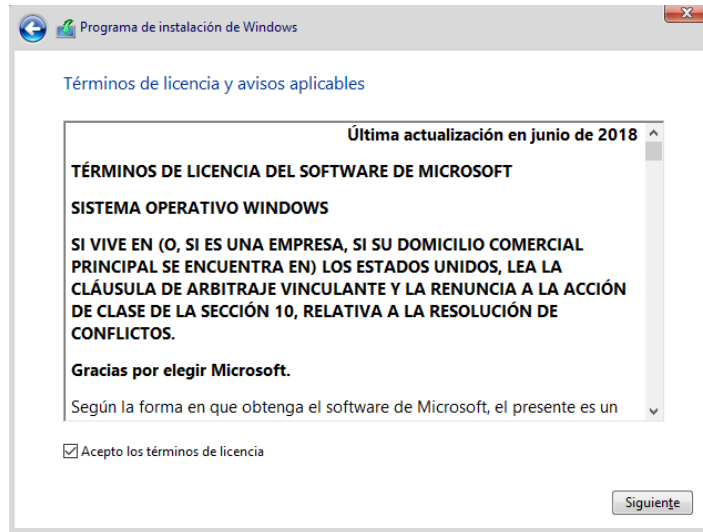 Programa de instalación de Windows
Términos de licencia y avisos aplicables
Última actualización en junio de 2018
TÉRMINOS DE LICENCIA DEL SOFTWARE DE MICROSOFT
SISTEMA OPERATIVO WINDOWS
SI VIVE EN (O, SI ES UNA EMPRESA, SI SU DOMICILIO COMERCIAL
PRINCIPAL SE ENCUENTRA EN) LOS ESTADOS UNIDOS, LEA LA
CLÁUSULA DE ARBITRAJE VINCULANTE Y LA RENUNCIA A LA ACCIÓN
DE CLASE DE LA SECCIÓN 10, RELATIVA A LA RESOLUCIÓN DE
CONFLICTOS.
Gracias por elegir Microsoft.
Según la forma en que obtenga el software de Microsoft, el presente es un
Acepto los términos de licencia
Siguiente